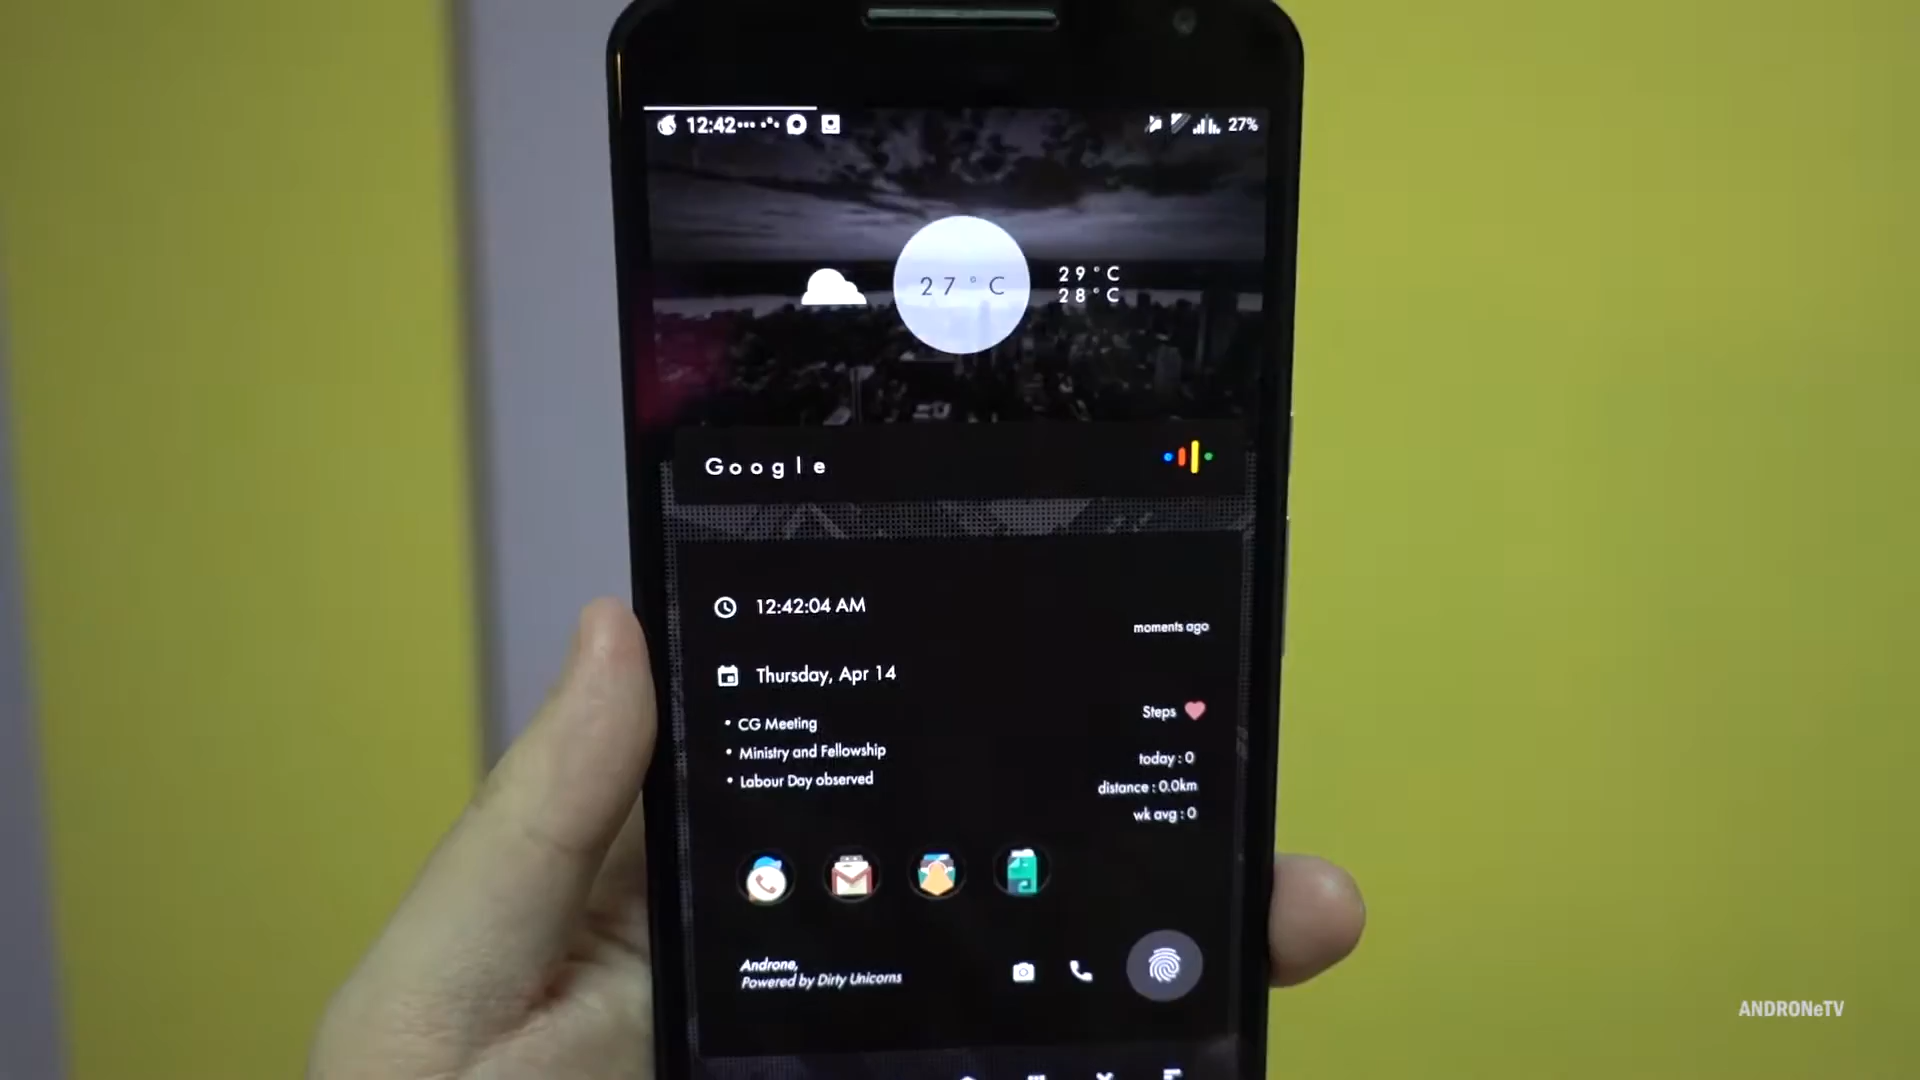 12:42
27%
27°C
29°C
28°C
Google
12:42:04 AM
moments ago
Thursday, Apr 14
Steps
• CG Meeting
• Ministry and Fellowship
• Labour Day observed
today : 0
distance : 0.0km
wk avg : 0
Androne,
Powered by Dirty Unicorns
ANDRONeTV